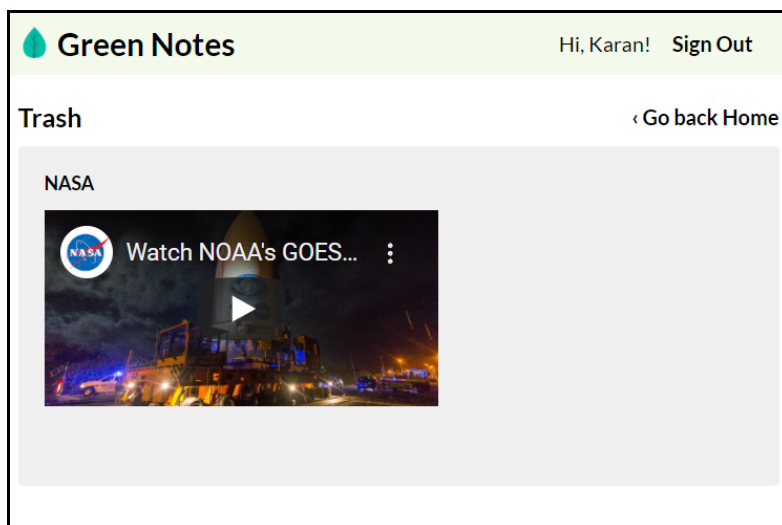 Green Notes
Hi, Karan! Sign Out
Trash
‹ Go back Home
NASA
NASA
Watch NOAA's GOES...